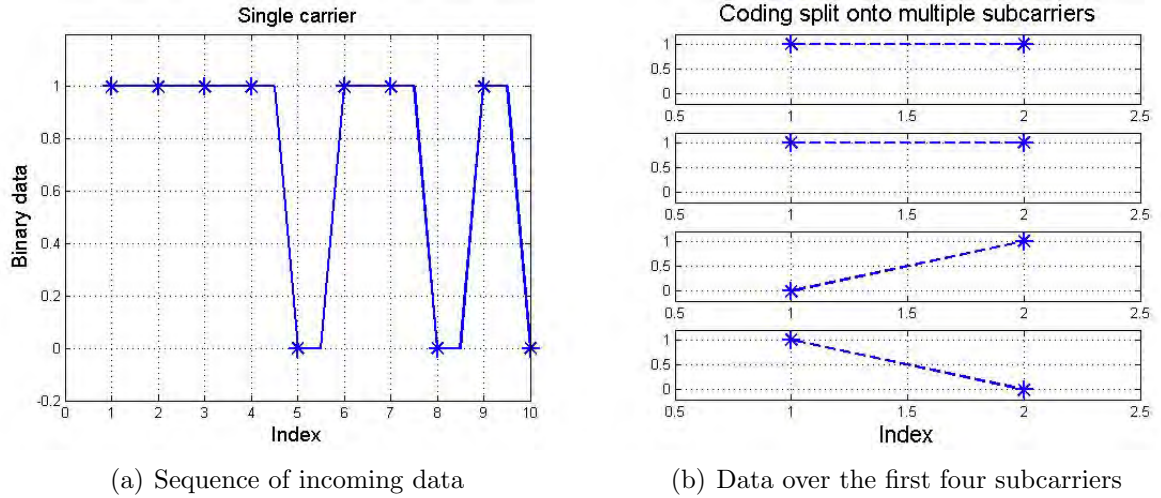 Single carrier
Binary data
1
0.8
0.6
0.4
0.2
0
-0.2
0 1 2 3 4 5 6 7 8 9 10
Index
(a) Sequence of incoming data
Coding split onto multiple subcarriers
1
0.5
0
0.5 1 1.5 2 2.5
1
0.5
0
0.5 1 1.5 2 2.5
1
0.5
0
0.5 1 1.5 2 2.5
1
0.5
0
0.5 1 1.5 2 2.5
Index
(b) Data over the first four subcarriers